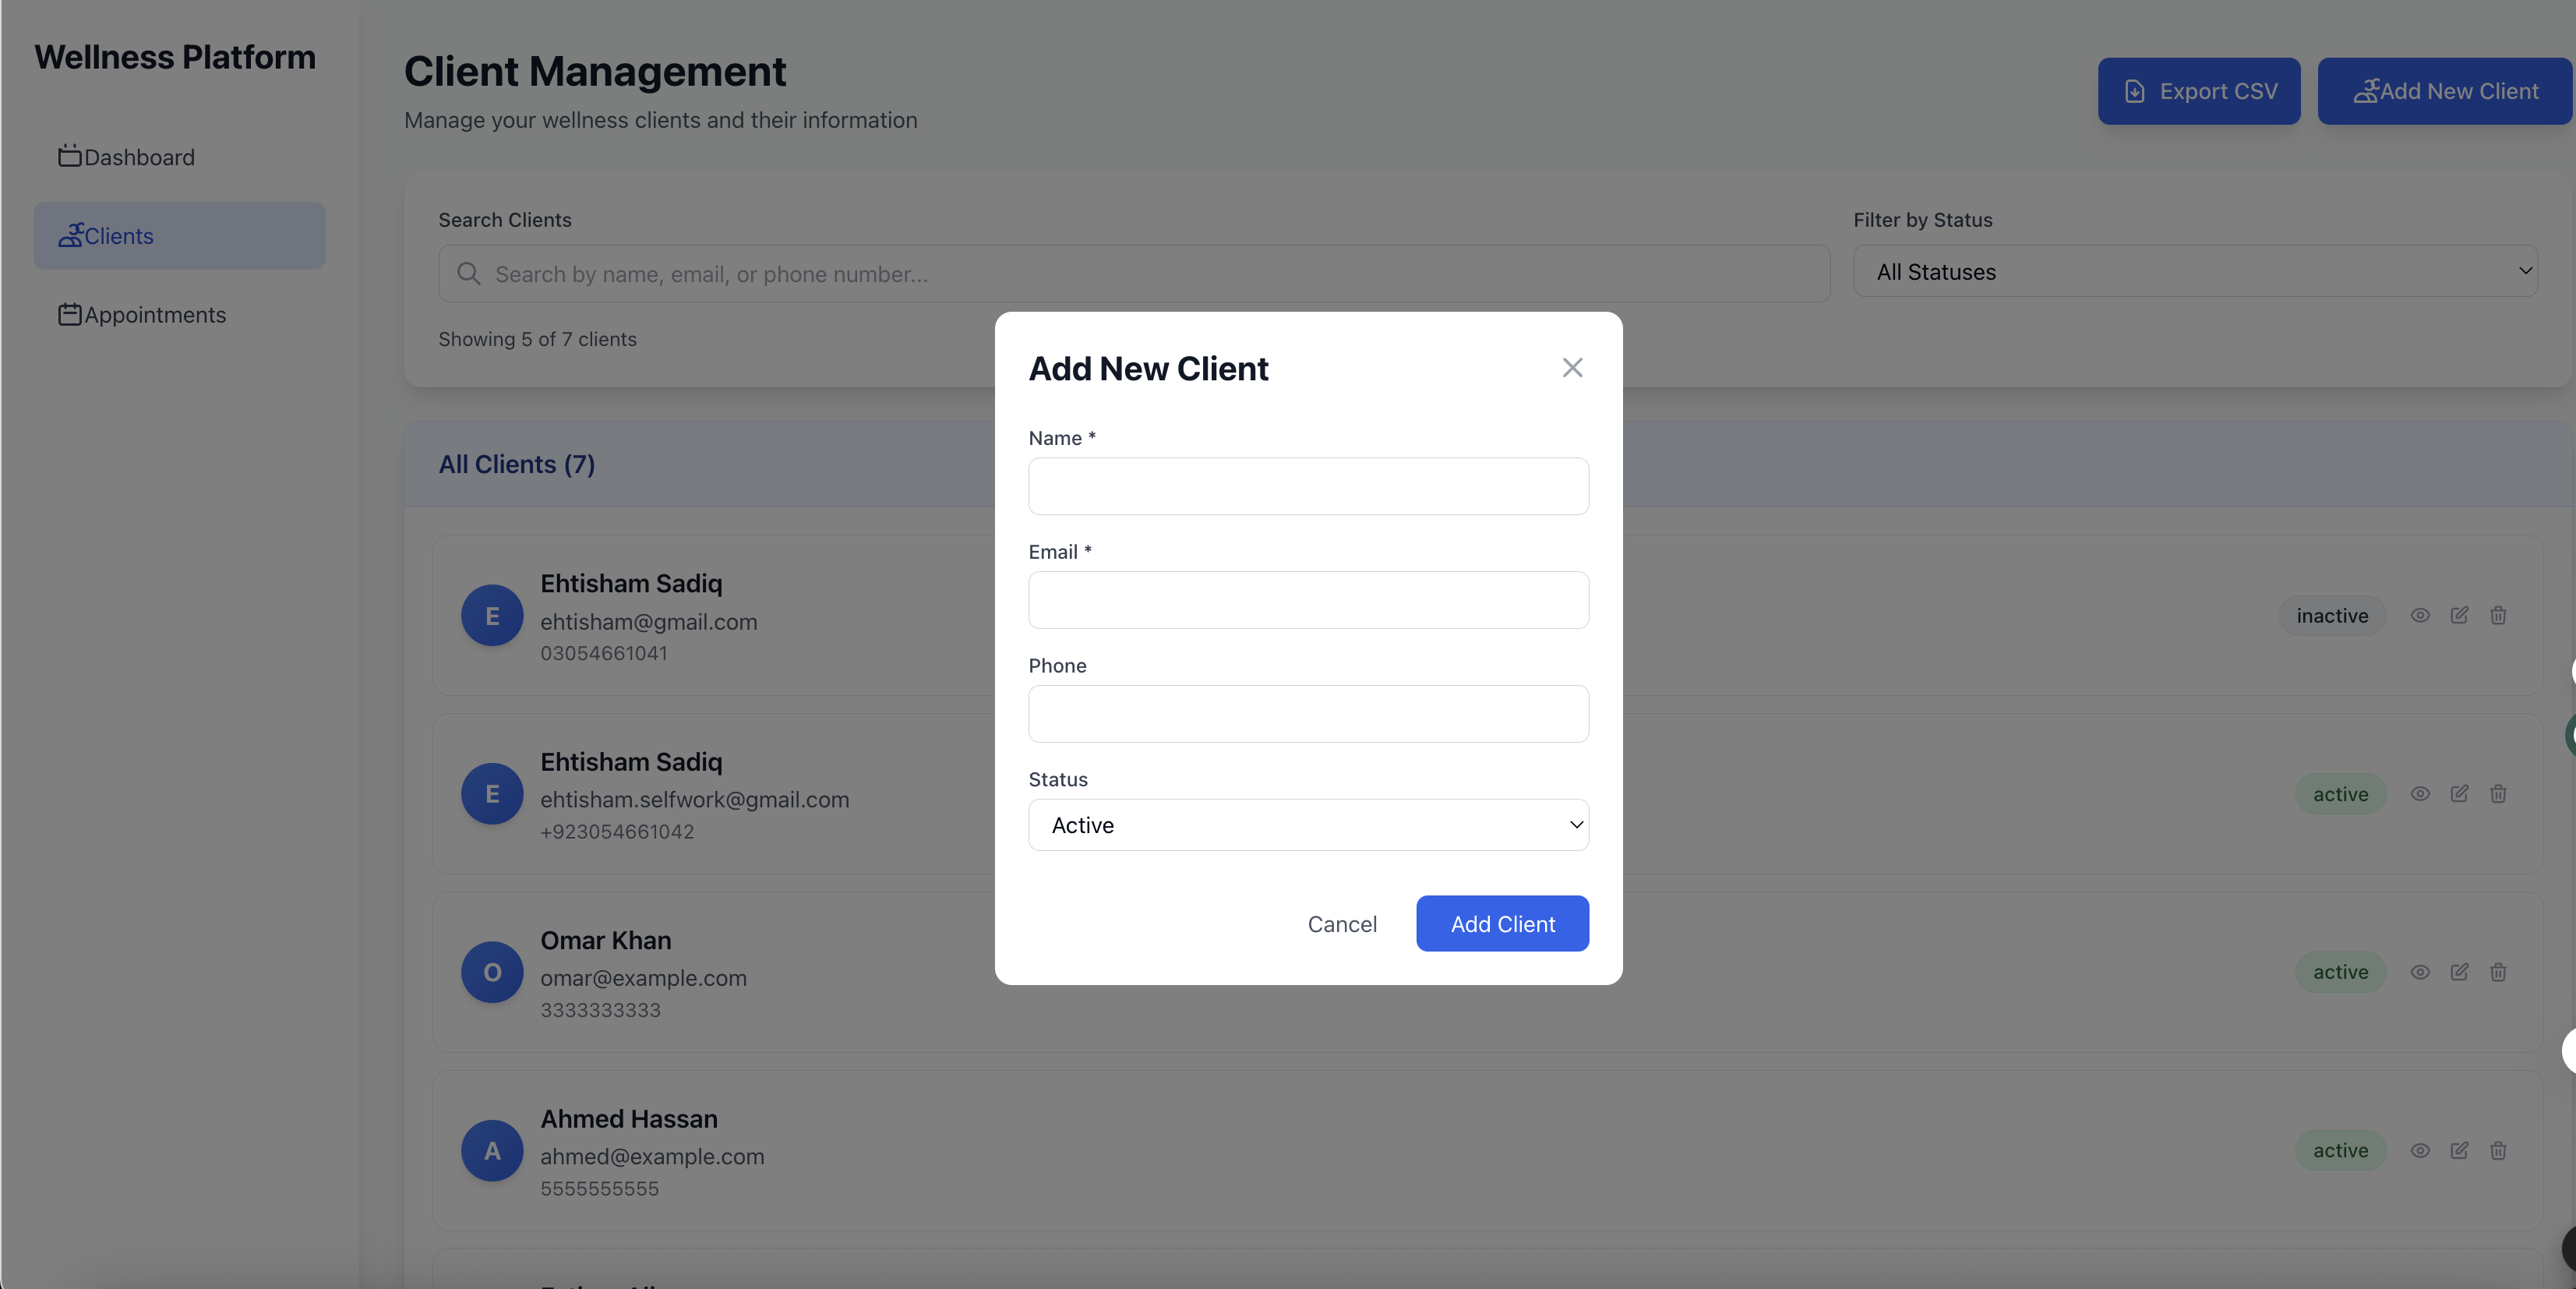 Wellness Platform
Dashboard
Clients
Appointments
Client Management
Manage your wellness clients and their information
Export CSV
Add New Client
Search Clients
Search by name, email, or phone number...
Filter by Status
All Statuses
Showing 5 of 7 clients
All Clients (7)
E
Ehtisham Sadiq
ehtisham@gmail.com
03054661041
inactive
E
Ehtisham Sadiq
ehtisham.selfwork@gmail.com
+923054661042
active
O
Omar Khan
omar@example.com
3333333333
active
A
Ahmed Hassan
ahmed@example.com
5555555555
active
Add New Client
Name *
Email *
Phone
Status
Active
Cancel
Add Client